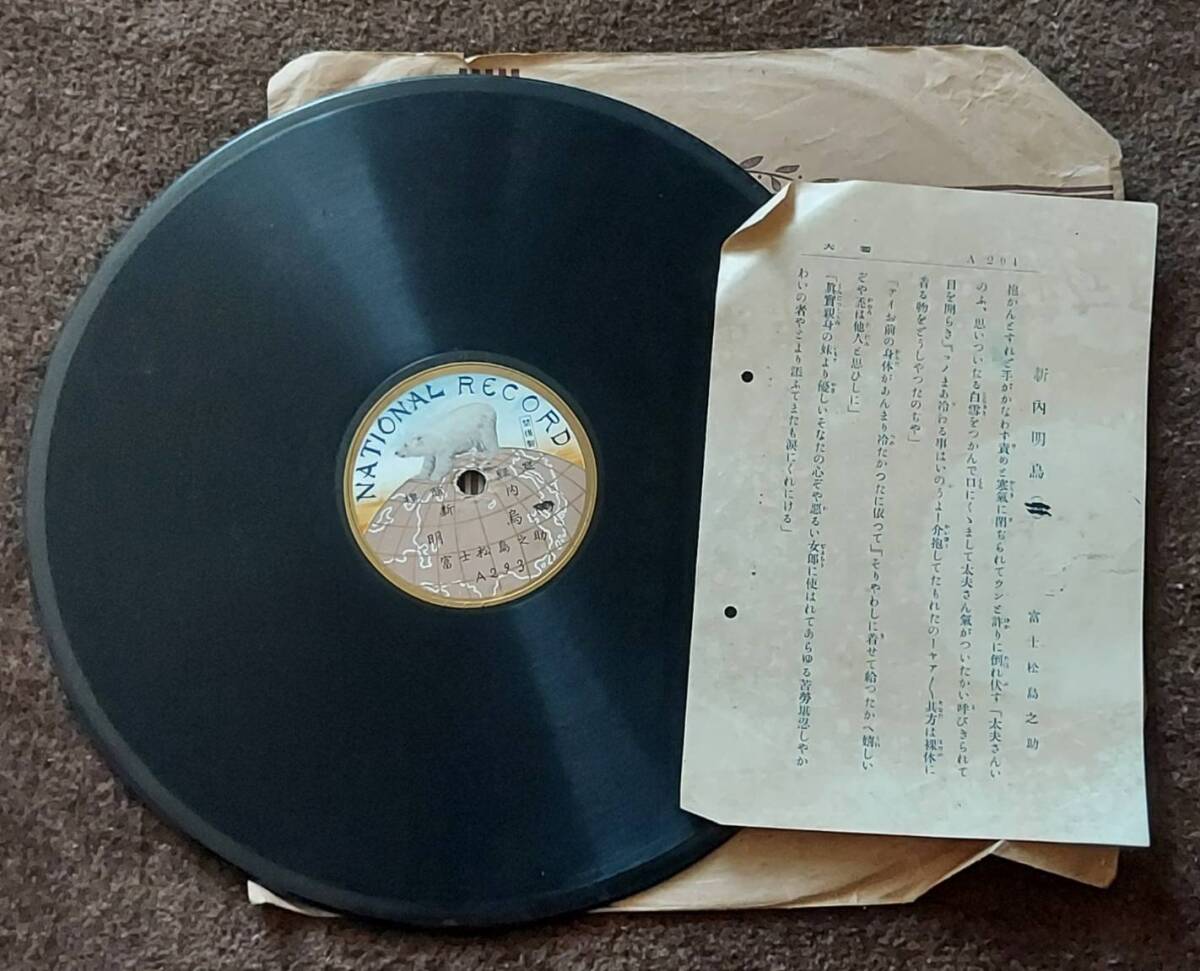 NATIONAL RECORD
新内
明烏
富士松島之助
A293
A 294
新内明烏
富士松島之助
抱かんとすれど手がかなわず責めと寒氣に閉ぢられてウンと許りに倒れ伏す「太夫さんい
のふ、思いついたる白雪をつかんで口にくゝまして太夫さん氣がついたかい呼びきられて
目を開らき』
まあ冷わる事はいのうよー介抱してたもれたのー
其方は裸体に
着る物をどうしやつたのぢや」
「アイお前の身体があんまり冷たかつたに依つて』『そりやわしに着せて給つたかへ嬉しい
ぞや禿は他人と思ひしに」
「眞實親身の妹より優しいそなたの心ぞや惡るい女郎に使はれてあらゆる苦勞堪忍しやか
わいの者やとより添ふてまたも涙にくれにける」